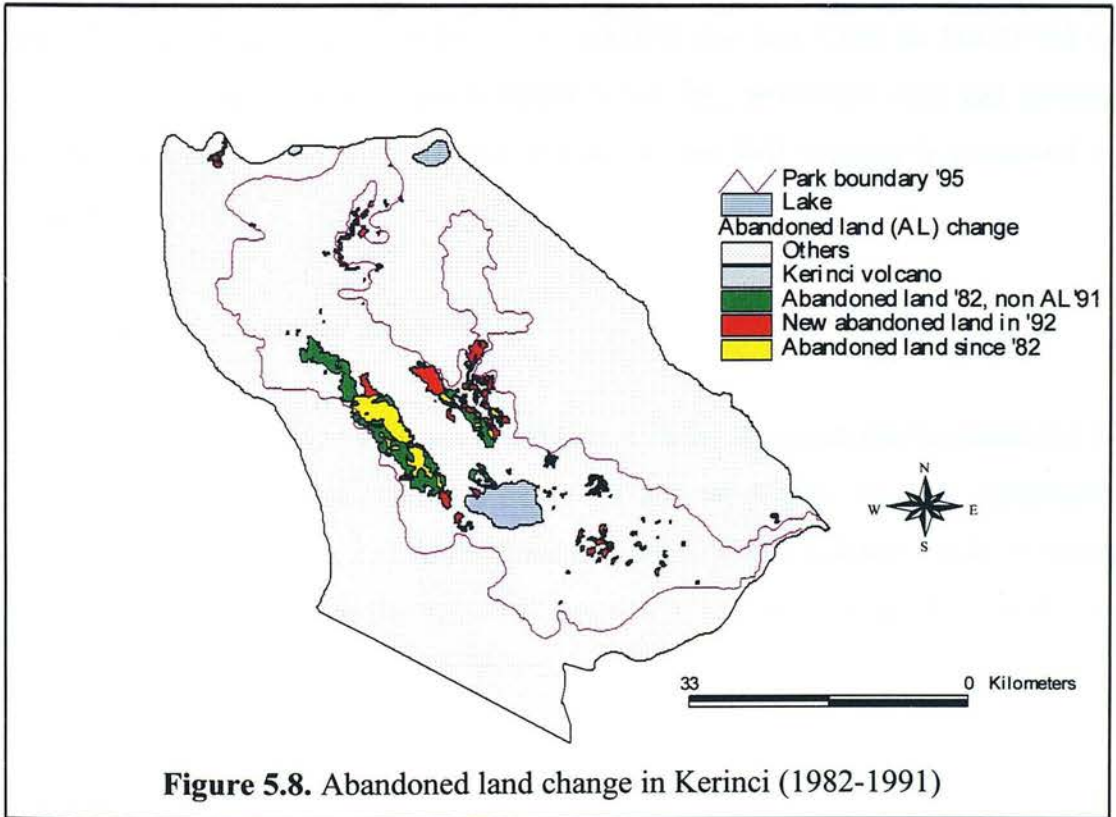 Park boundary '95
Lake
Abandoned land (AL) change
Others
Kerinci volcano
Abandoned land '82, non AL'91
New abandoned land in '92
Abandoned land since '82
N
W E
S
33 0 Kilometers
Figure 5.8. Abandoned land change in Kerinci (1982-1991)